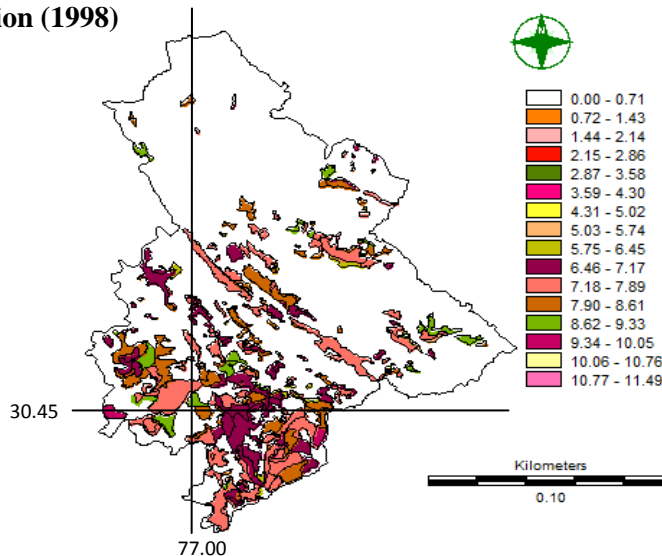 ion (1998)
N
0.00 - 0.71
0.72 - 1.43
1.44 - 2.14
2.15 - 2.86
2.87 - 3.58
3.59 - 4.30
4.31 - 5.02
5.03 - 5.74
5.75 - 6.45
6.46 - 7.17
7.18 - 7.89
7.90 - 8.61
8.62 - 9.33
9.34 - 10.05
10.06 - 10.76
10.77 - 11.49
30.45
Kilometers
0.10
77.00